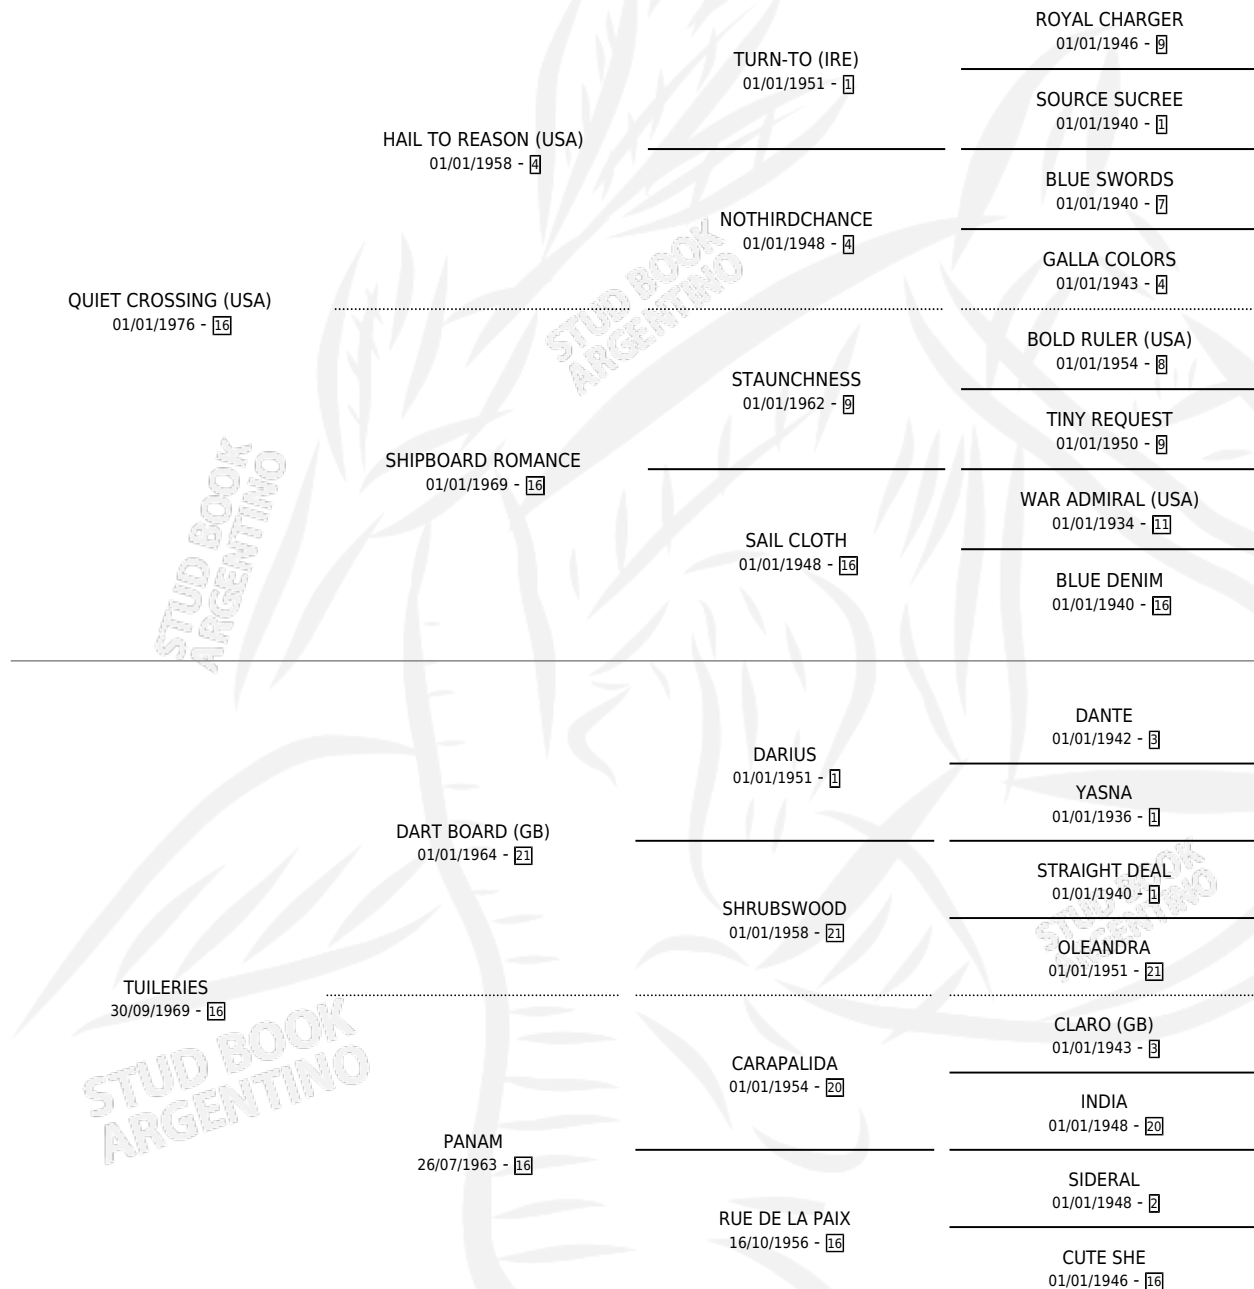 ROYAL CHARGER
01/01/1946 - 9
TURN-TO (IRE)
01/01/1951 - 1
SOURCE SUCREE
01/01/1940 - 1
HAIL TO REASON (USA)
01/01/1958 - 4
BLUE SWORDS
01/01/1940 - 7
NOTHIRDCHANCE
01/01/1948 - 4
GALLA COLORS
01/01/1943 - 4
QUIET CROSSING (USA)
01/01/1976 - 16
BOLD RULER (USA)
01/01/1954 - 8
STAUNCHNESS
01/01/1962 - 9
TINY REQUEST
01/01/1950 - 9
SHIPBOARD ROMANCE
01/01/1969 - 16
WAR ADMIRAL (USA)
01/01/1934 - 11
SAIL CLOTH
01/01/1948 - 16
BLUE DENIM
01/01/1940 - 16
DANTE
01/01/1942 - 3
DARIUS
01/01/1951 - 1
YASNA
01/01/1936 - 1
DART BOARD (GB)
01/01/1964 - 21
STRAIGHT DEAL
01/01/1940 - 1
SHRUBSWOOD
01/01/1958 - 21
OLEANDRA
01/01/1951 - 21
TUILERIES
30/09/1969 - 16
CLARO (GB)
01/01/1943 - 3
CARAPALIDA
01/01/1954 - 20
INDIA
01/01/1948 - 20
PANAM
26/07/1963 - 16
SIDERAL
01/01/1948 - 2
RUE DE LA PAIX
16/10/1956 - 16
CUTE SHE
01/01/1946 - 16
STUD BOOK
ARGENTINO
STUD BOOK
ARGENTINO
STUD BOOK
ARGENTINO
STUD BOOK
ARGENTINO